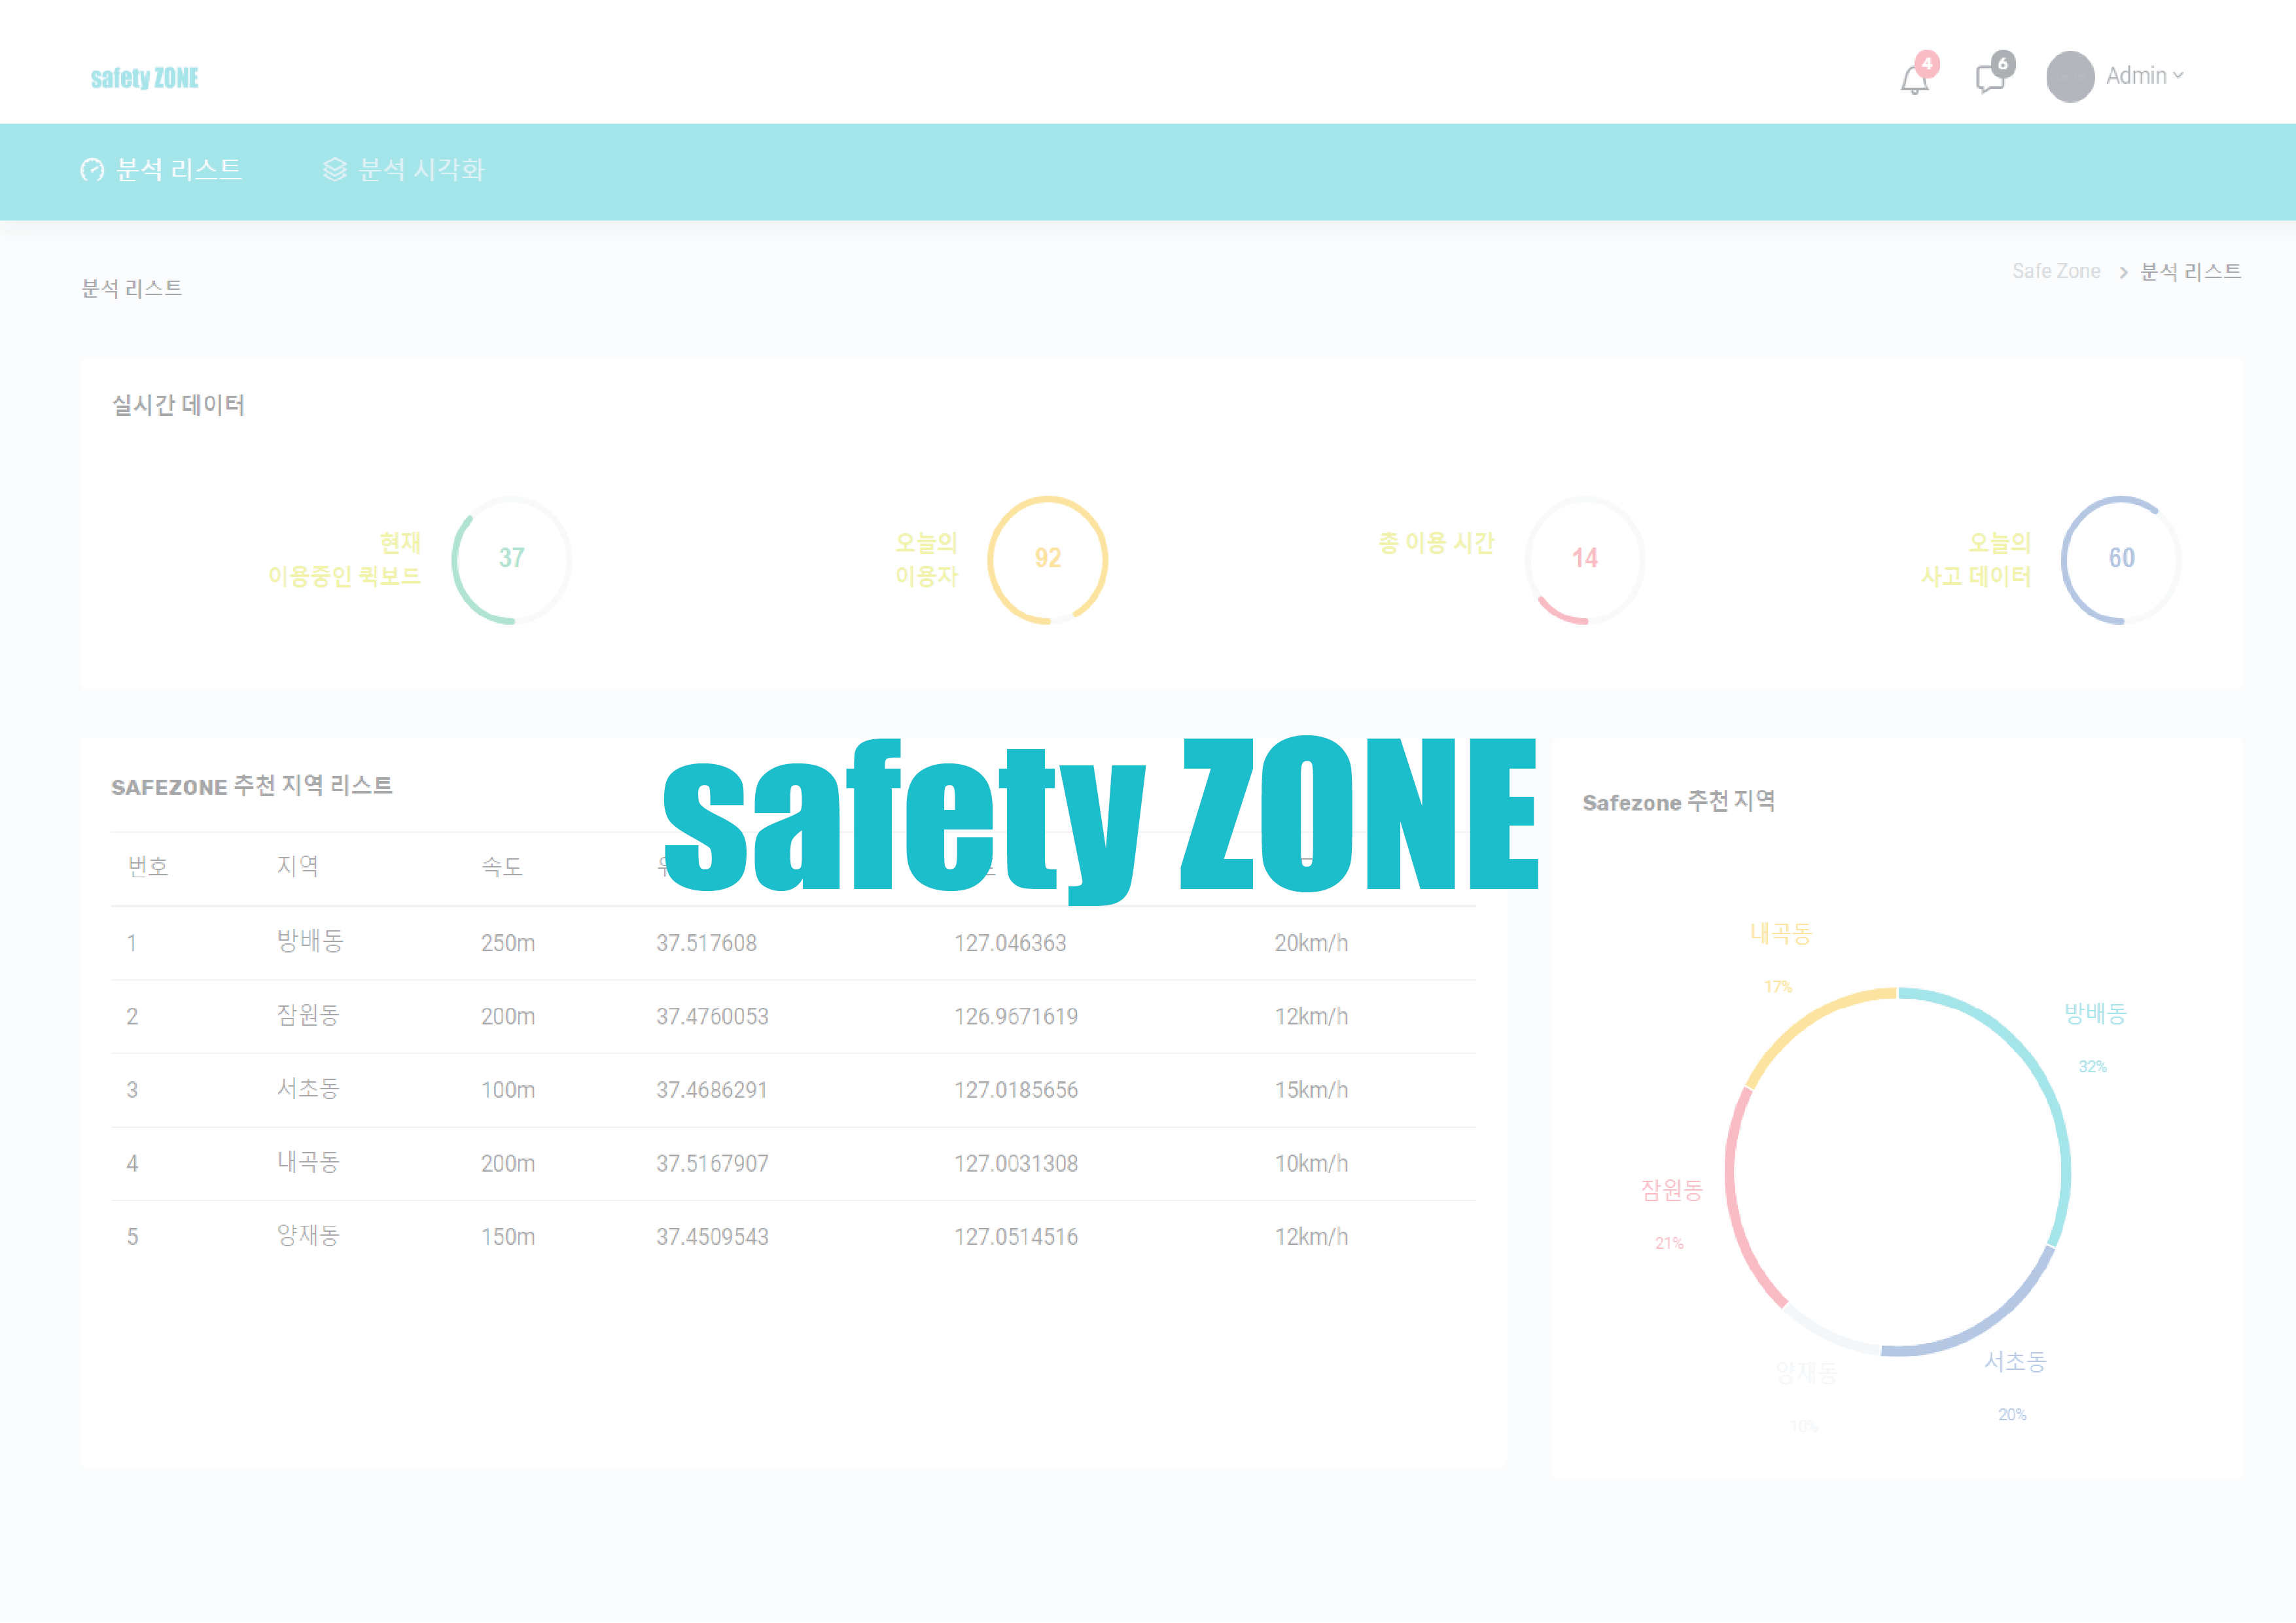 safety ZONE
4
6
Admin
분석 리스트
분석 시각화
분석 리스트
Safe Zone > 분석 리스트
실시간 데이터
현재
이용중인 퀵보드
37
오늘의
이용자
92
총 이용 시간
14
오늘의
사고 데이터
60
safety ZONE
SAFEZONE 추천 지역 리스트
번호 지역 속도
1 방배동 250m 37.517608 127.046363 20km/h
2 잠원동 200m 37.4760053 126.9671619 12km/h
3 서초동 100m 37.4686291 127.0185656 15km/h
4 내곡동 200m 37.5167907 127.0031308 10km/h
5 양재동 150m 37.4509543 127.0514516 12km/h
Safezone 추천 지역
내곡동
17%
방배동
32%
잠원동
21%
서초동
20%
양재동
10%